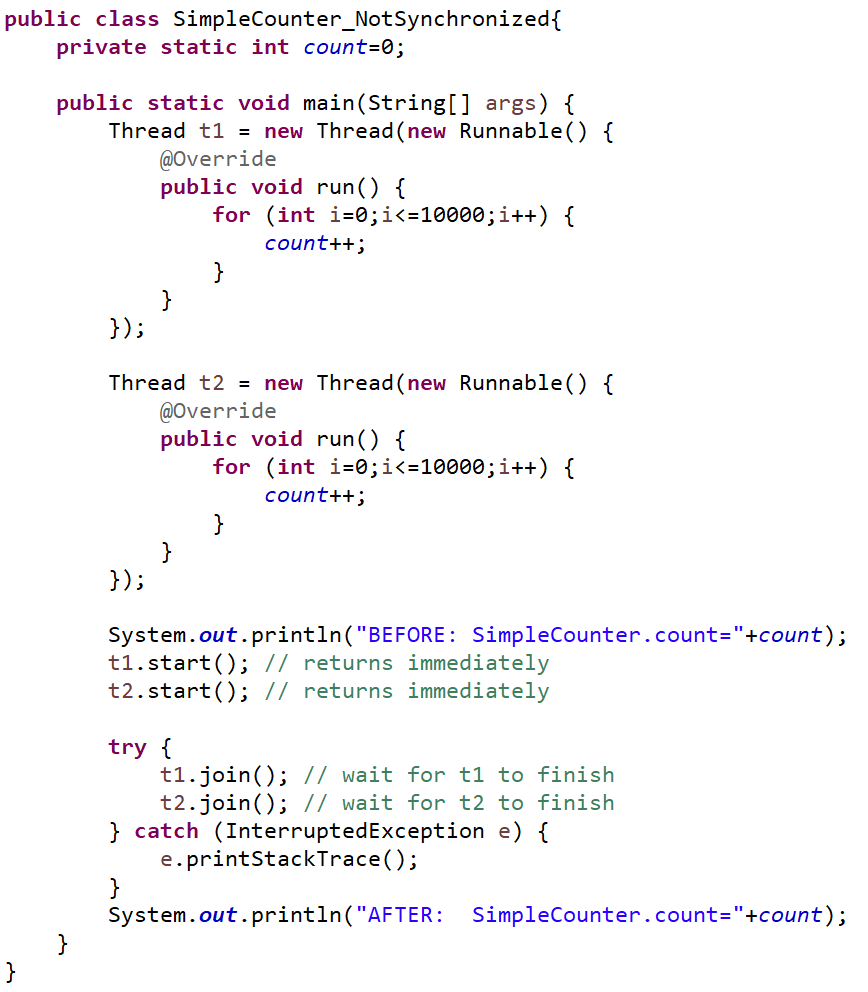 public class SimpleCounter_NotSynchronized{
    private static int count=0;

    public static void main(String[] args) {
        Thread t1 = new Thread(new Runnable() {
            @Override
            public void run() {
                for (int i=0;i<=10000;i++) {
                    count++;
                }
            }
        });

        Thread t2 = new Thread(new Runnable() {
            @Override
            public void run() {
                for (int i=0;i<=10000;i++) {
                    count++;
                }
            }
        });

        System.out.println("BEFORE: SimpleCounter.count="+count);
        t1.start(); // returns immediately
        t2.start(); // returns immediately

        try {
            t1.join(); // wait for t1 to finish
            t2.join(); // wait for t2 to finish
        } catch (InterruptedException e) {
            e.printStackTrace();
        }
        System.out.println("AFTER:  SimpleCounter.count="+count);
    }
}